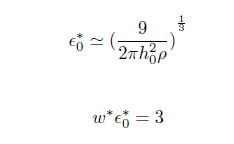 ϵ₀* ≃ (9 / 2πh₀²ρ)^(1/3)
w*ϵ₀* = 3